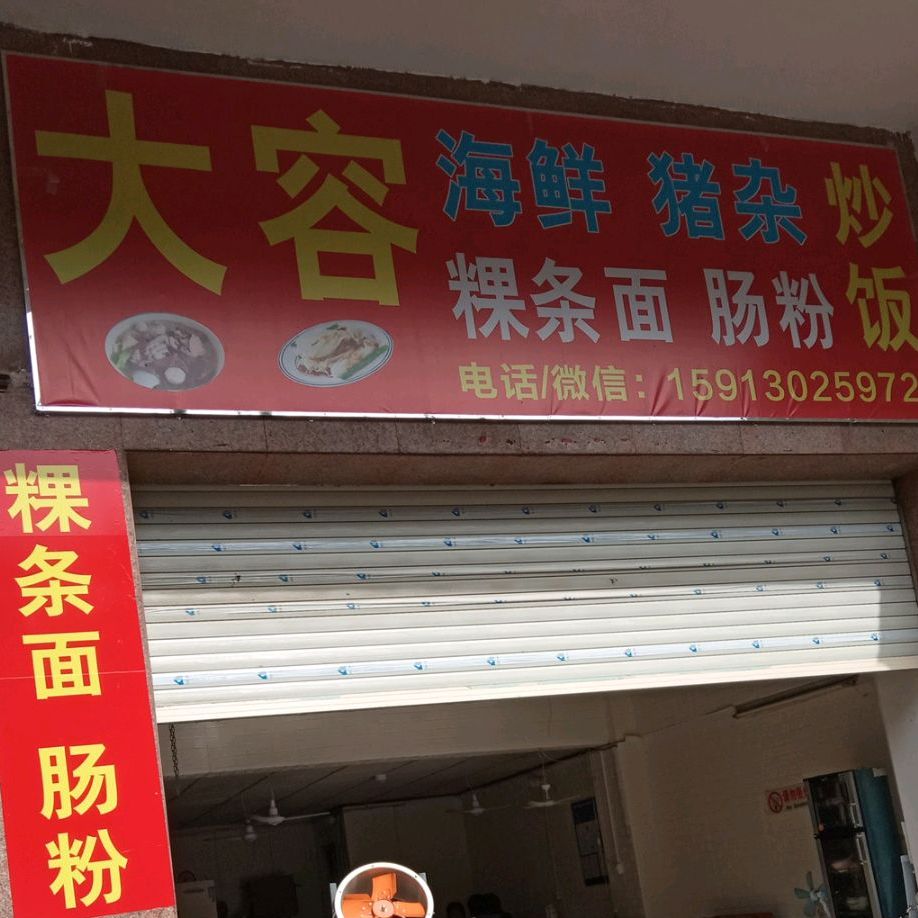 大容
海鲜 猪杂
粿条面 肠粉
炒饭
电话/微信：15913025972
粿条面 肠粉